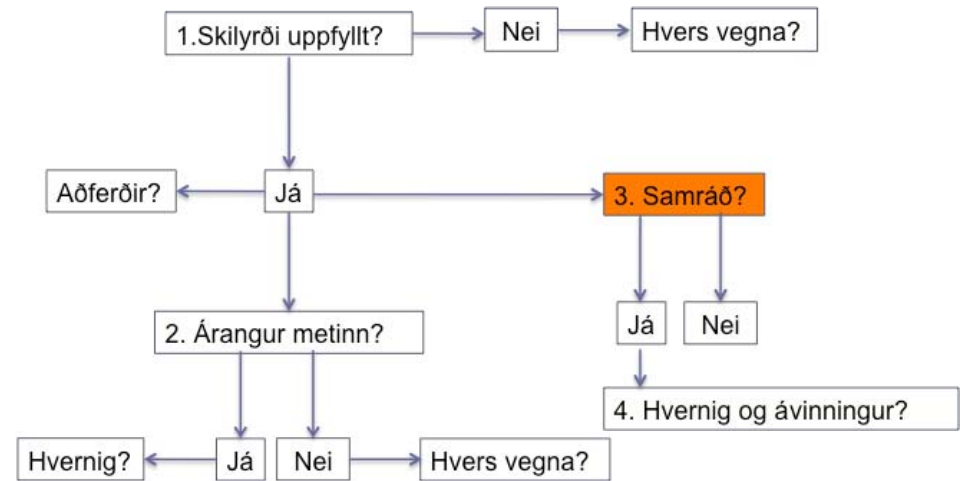 1.Skilyrði uppfyllt?
Nei
Hvers vegna?
Aðferðir?
Já
3. Samráð?
Já
Nei
2. Árangur metinn?
4. Hvernig og ávinningur?
Hvernig?
Já
Nei
Hvers vegna?